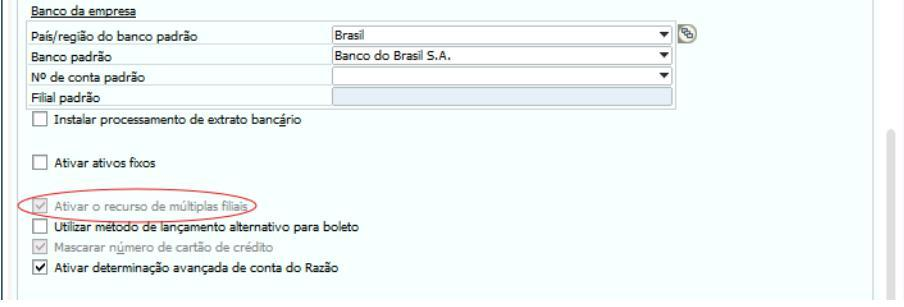 Banco da empresa
País/região do banco padrão Brasil
Banco padrão Banco do Brasil S.A.
Nº de conta padrão
Filial padrão
Instalar processamento de extrato bancário
Ativar ativos fixos
Ativar o recurso de múltiplas filiais
Utilizar método de lançamento alternativo para boleto
Mascarar número de cartão de crédito
Ativar determinação avançada de conta do Razão